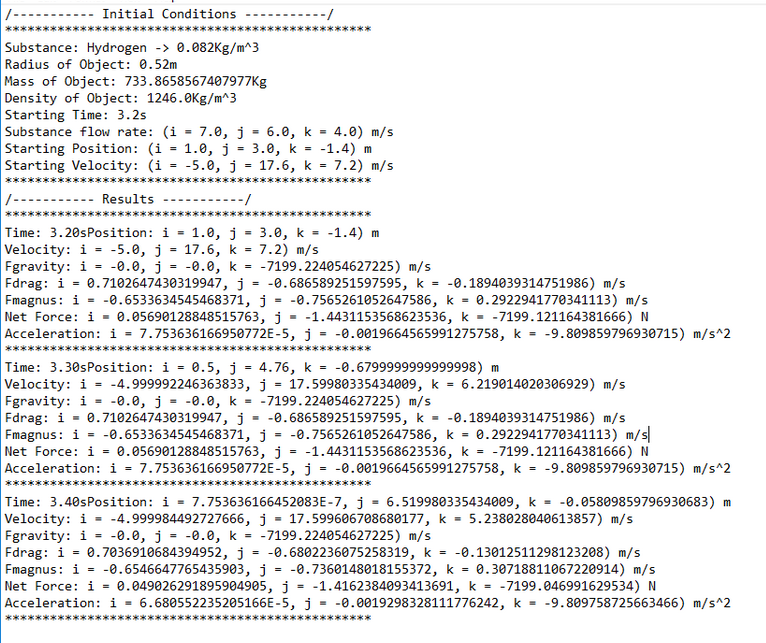 /----------- Initial Conditions -----------/
*************************************************
Substance: Hydrogen -> 0.082Kg/m^3
Radius of Object: 0.52m
Mass of Object: 733.8658567407977Kg
Density of Object: 1246.0Kg/m^3
Starting Time: 3.2s
Substance flow rate: (i = 7.0, j = 6.0, k = 4.0) m/s
Starting Position: (i = 1.0, j = 3.0, k = -1.4) m
Starting Velocity: (i = -5.0, j = 17.6, k = 7.2) m/s
*************************************************
/----------- Results -----------/
*************************************************
Time: 3.20sPosition: i = 1.0, j = 3.0, k = -1.4) m
Velocity: i = -5.0, j = 17.6, k = 7.2) m/s
Fgravity: i = -0.0, j = -0.0, k = -7199.224054627225) m/s
Fdrag: i = 0.7102647430319947, j = -0.686589251597595, k = -0.1894039314751986) m/s
Fmagnus: i = -0.6533634545468371, j = -0.7565261052647586, k = 0.2922941770341113) m/s
Net Force: i = 0.05690128848515763, j = -1.4431153568623536, k = -7199.121164381666) N
Acceleration: i = 7.753636166950772E-5, j = -0.0019664565991275758, k = -9.809859776930715) m/s^2
*************************************************
Time: 3.30sPosition: i = 0.5, j = 4.76, k = -0.6799999999999998) m
Velocity: i = -4.999992246363833, j = 17.59980335434009, k = 6.219014020306929) m/s
Fgravity: i = -0.0, j = -0.0, k = -7199.224054627225) m/s
Fdrag: i = 0.7102647430319947, j = -0.686589251597595, k = -0.1894039314751986) m/s
Fmagnus: i = -0.6533634545468371, j = -0.7565261052647586, k = 0.2922941770341113) m/s
Net Force: i = 0.05690128848515763, j = -1.4431153568623536, k = -7199.121164381666) N
Acceleration: i = 7.753636166950772E-5, j = -0.0019664565991275758, k = -9.809859776930715) m/s^2
*************************************************
Time: 3.40sPosition: i = 7.753636166452083E-7, j = 6.519980335434009, k = -0.05809859796930683) m
Velocity: i = -4.999984492727666, j = 17.599606708680177, k = 5.238028040613857) m/s
Fgravity: i = -0.0, j = -0.0, k = -7199.224054627225) m/s
Fdrag: i = 0.7036910684394952, j = -0.6802236075258319, k = -0.13012511298123208) m/s
Fmagnus: i = -0.6546647765435903, j = -0.7360148018155372, k = 0.30718811067220914) m/s
Net Force: i = 0.049026291895904905, j = -1.4162384093413691, k = -7199.046991629534) N
Acceleration: i = 6.680552235205166E-5, j = -0.0019298328111776242, k = -9.809758725663466) m/s^2
*************************************************